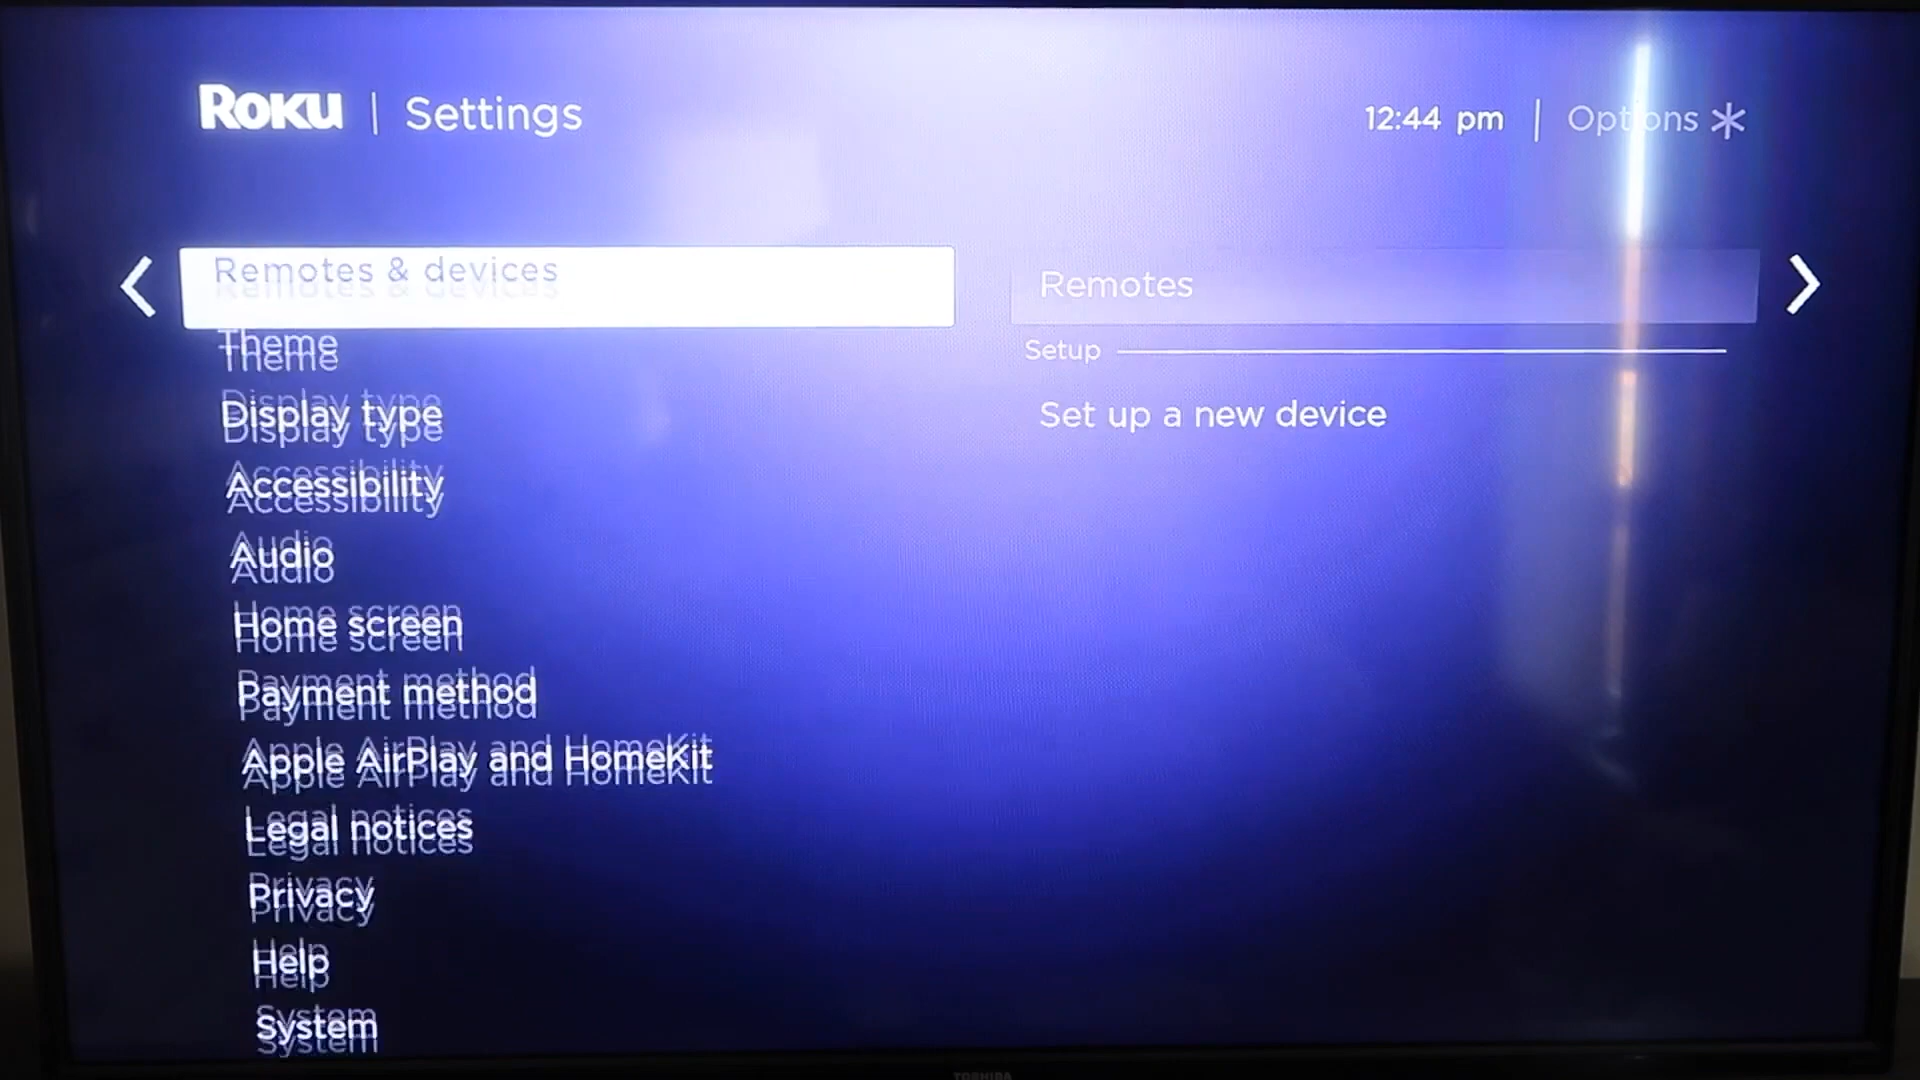 Roku | Settings
12:44 pm | Options *
Remotes & devices
Theme
Display type
Accessibility
Audio
Home screen
Payment method
Apple AirPlay and HomeKit
Legal notices
Privacy
Help
System
Remotes
Setup
Set up a new device
TOSHIBA